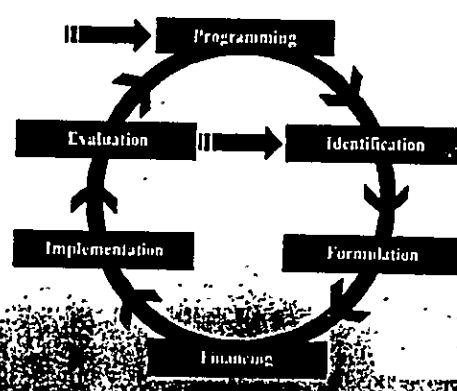 Programming
Evaluation
Identification
Implementation
Formulation
Financing